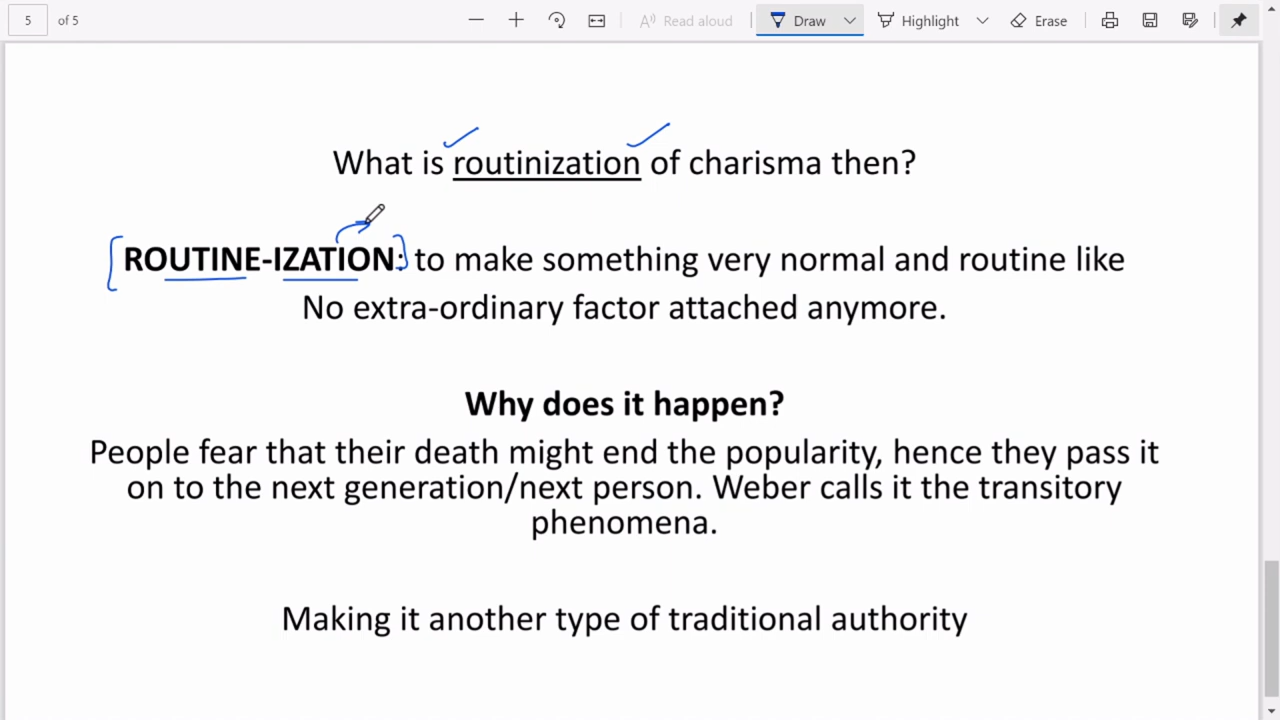 5 of 5
Read aloud
Draw
Highlight
Erase
What is routinization of charisma then?
ROUTINE-IZATION: to make something very normal and routine like
No extra-ordinary factor attached anymore.
Why does it happen?
People fear that their death might end the popularity, hence they pass it
on to the next generation/next person. Weber calls it the transitory
phenomena.
Making it another type of traditional authority